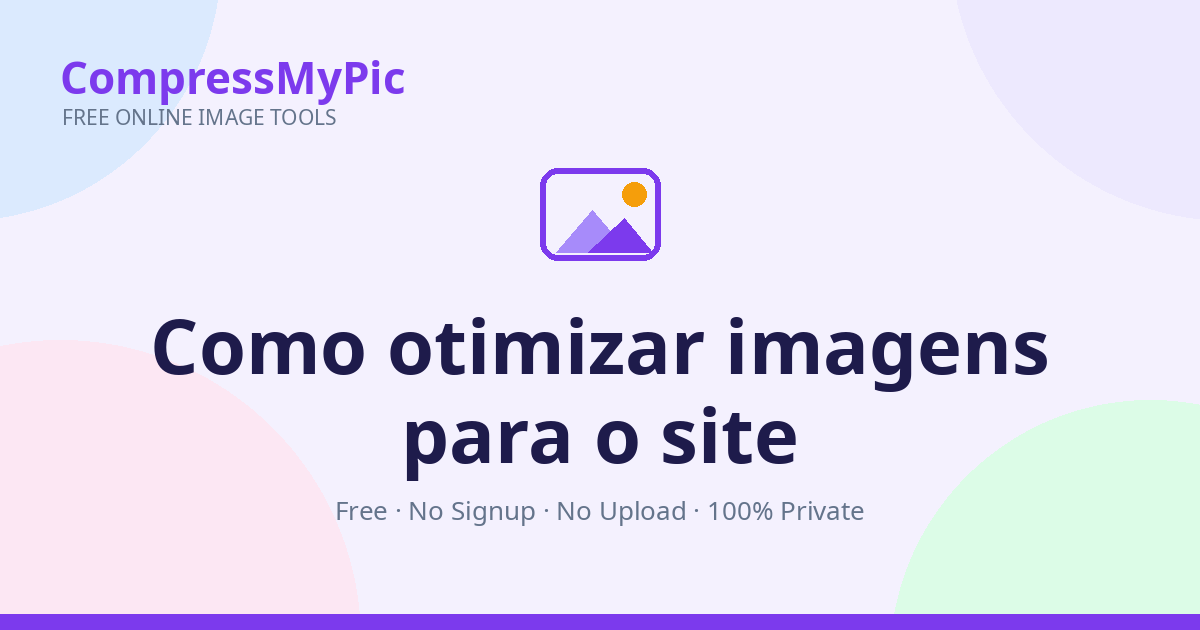 CompressMyPic
FREE ONLINE IMAGE TOOLS
Como otimizar imagens
para o site
Free · No Signup · No Upload · 100% Private